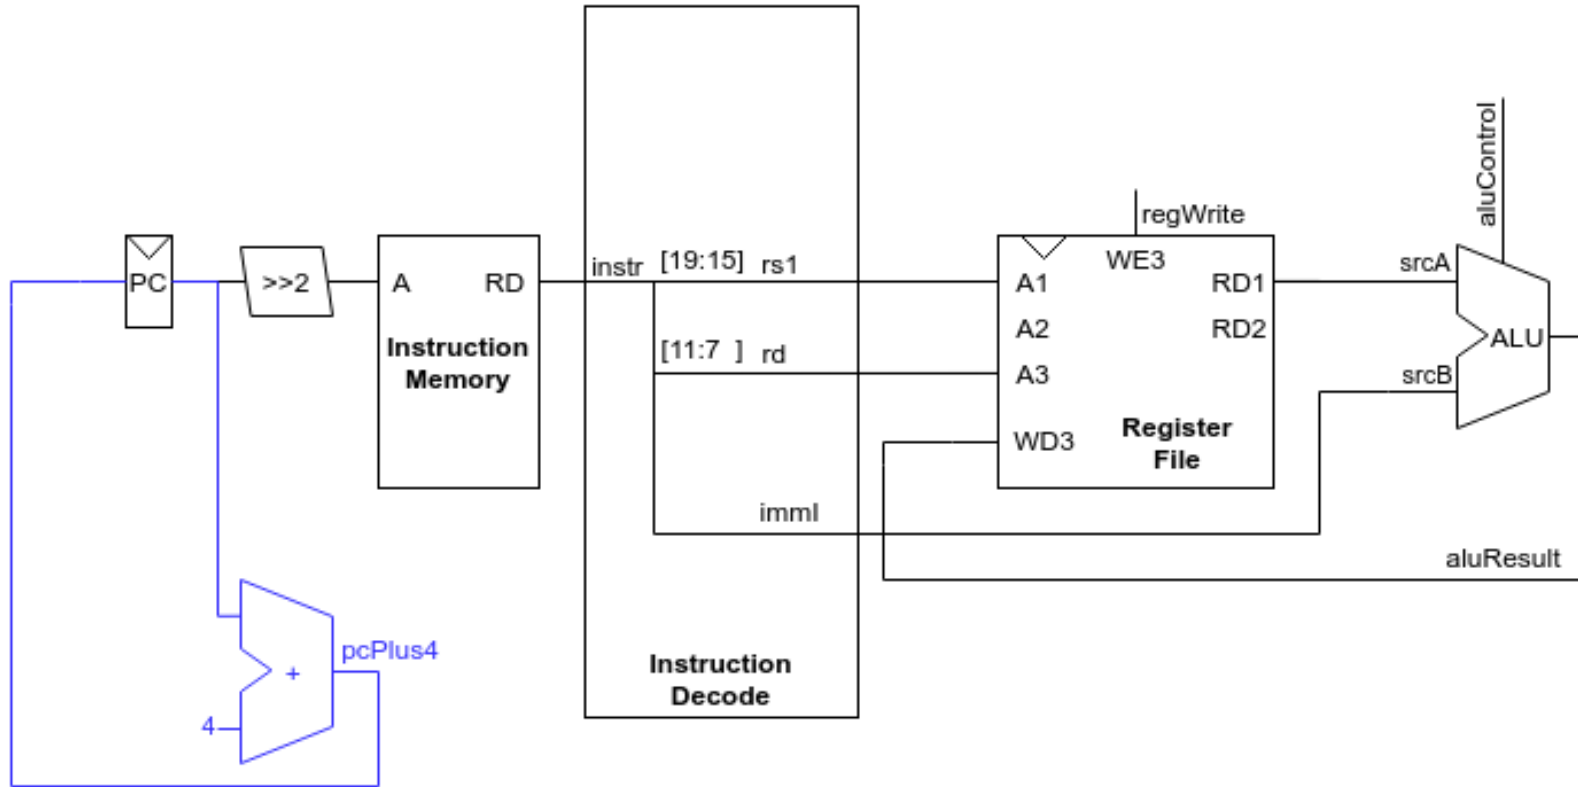 aluControl
regWrite
PC
>>2
A
RD
Instruction
Memory
instr
[19:15]
rs1
[11:7  ]
rd
immI
Instruction
Decode
WE3
A1
A2
A3
WD3
RD1
RD2
Register
File
srcA
srcB
ALU
aluResult
pcPlus4
+
4